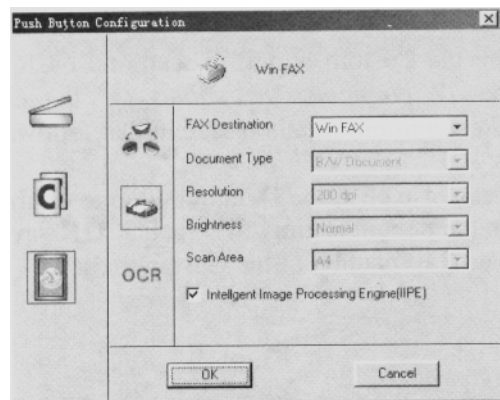 Push Button Configuration
Win FAX
FAX Destination
Win FAX
Document Type
B/W Document
Resolution
200 dpi
Brightness
Normal
Scan Area
A4
C
OCR
Intellgent Image Processing Engine(IIPE)
OK
Cancel